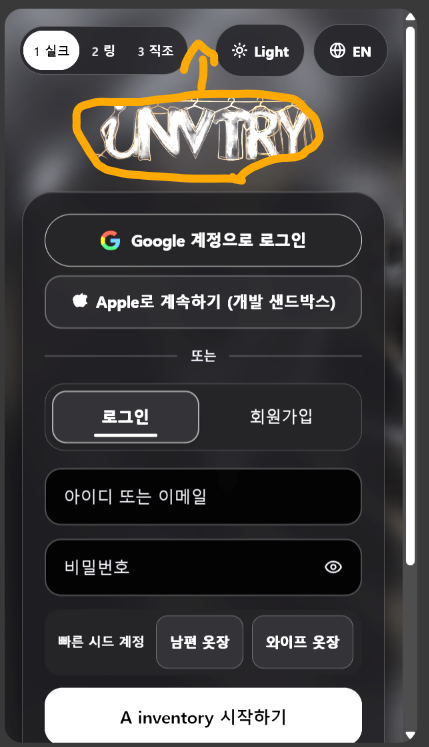 1 실크 2 링 3 직조 Light EN
iNVTRY
Google 계정으로 로그인
Apple로 계속하기 (개발 샌드박스)
또는
로그인 회원가입
아이디 또는 이메일
비밀번호
빠른 시드 계정 남편 옷장 와이프 옷장
A inventory 시작하기